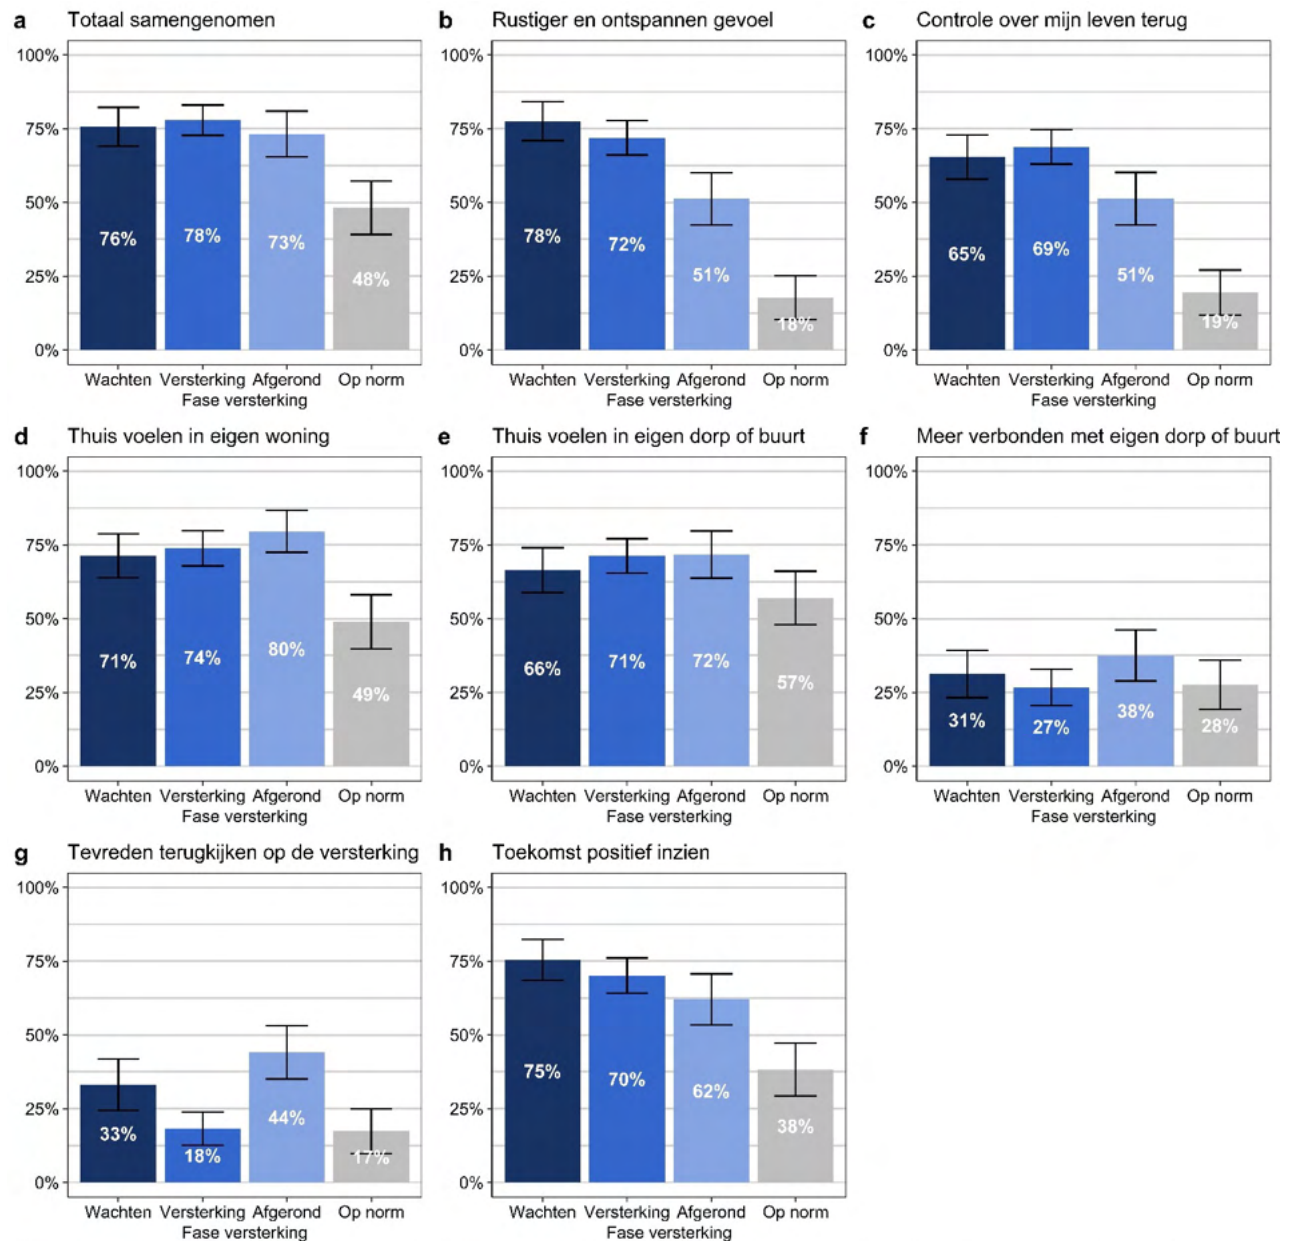 a Totaal samengenomen
100%
75%
50%
25%
0%
76% 78% 73% 48%
Wachten Versterking Afgerond Op norm
Fase versterking
b Rustiger en ontspannen gevoel
100%
75%
50%
25%
0%
78% 72% 51% 18%
Wachten Versterking Afgerond Op norm
Fase versterking
c Controle over mijn leven terug
100%
75%
50%
25%
0%
65% 69% 51% 19%
Wachten Versterking Afgerond Op norm
Fase versterking
d Thuis voelen in eigen woning
100%
75%
50%
25%
0%
71% 74% 80% 49%
Wachten Versterking Afgerond Op norm
Fase versterking
e Thuis voelen in eigen dorp of buurt
100%
75%
50%
25%
0%
66% 71% 72% 57%
Wachten Versterking Afgerond Op norm
Fase versterking
f Meer verbonden met eigen dorp of buurt
100%
75%
50%
25%
0%
31% 27% 38% 28%
Wachten Versterking Afgerond Op norm
Fase versterking
g Tevreden terugkijken op de versterking
100%
75%
50%
25%
0%
33% 18% 44% 17%
Wachten Versterking Afgerond Op norm
Fase versterking
h Toekomst positief inzien
100%
75%
50%
25%
0%
75% 70% 62% 38%
Wachten Versterking Afgerond Op norm
Fase versterking